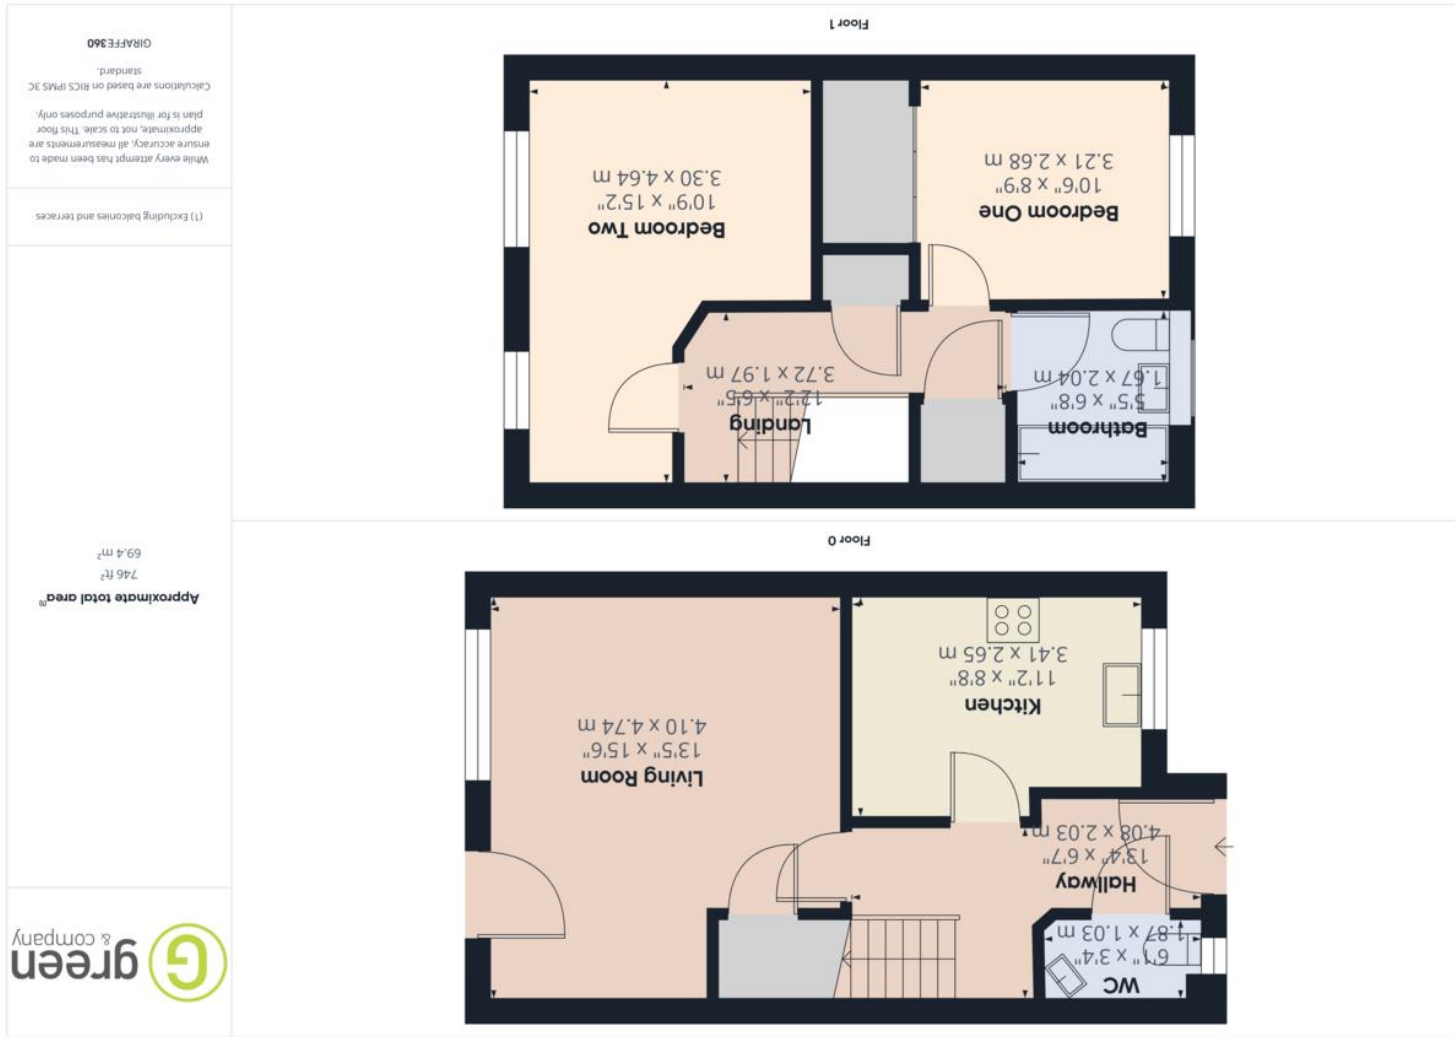 WC
6'1" x 3'4"
1.87 x 1.03 m
Hallway
13'4" x 6'7"
4.08 x 2.03 m
Kitchen
11'2" x 8'8"
3.41 x 2.65 m
Living Room
13'5" x 15'6"
4.10 x 4.74 m
Floor 0
Bathroom
5'5" x 6'8"
1.67 x 2.04 m
Landing
12'2" x 6'5"
3.72 x 1.97 m
Bedroom One
10'6" x 8'9"
3.21 x 2.68 m
Bedroom Two
10'9" x 15'2"
3.30 x 4.64 m
Floor 1
G green
& company
Approximate total area⁽¹⁾
746 ft²
69.4 m²
(1) Excluding balconies and terraces
While every attempt has been made to
ensure accuracy, all measurements are
approximate, not to scale. This floor
plan is for illustrative purposes only.
Calculations are based on RICS IPMS 3C
standard.
GIRAFFE360